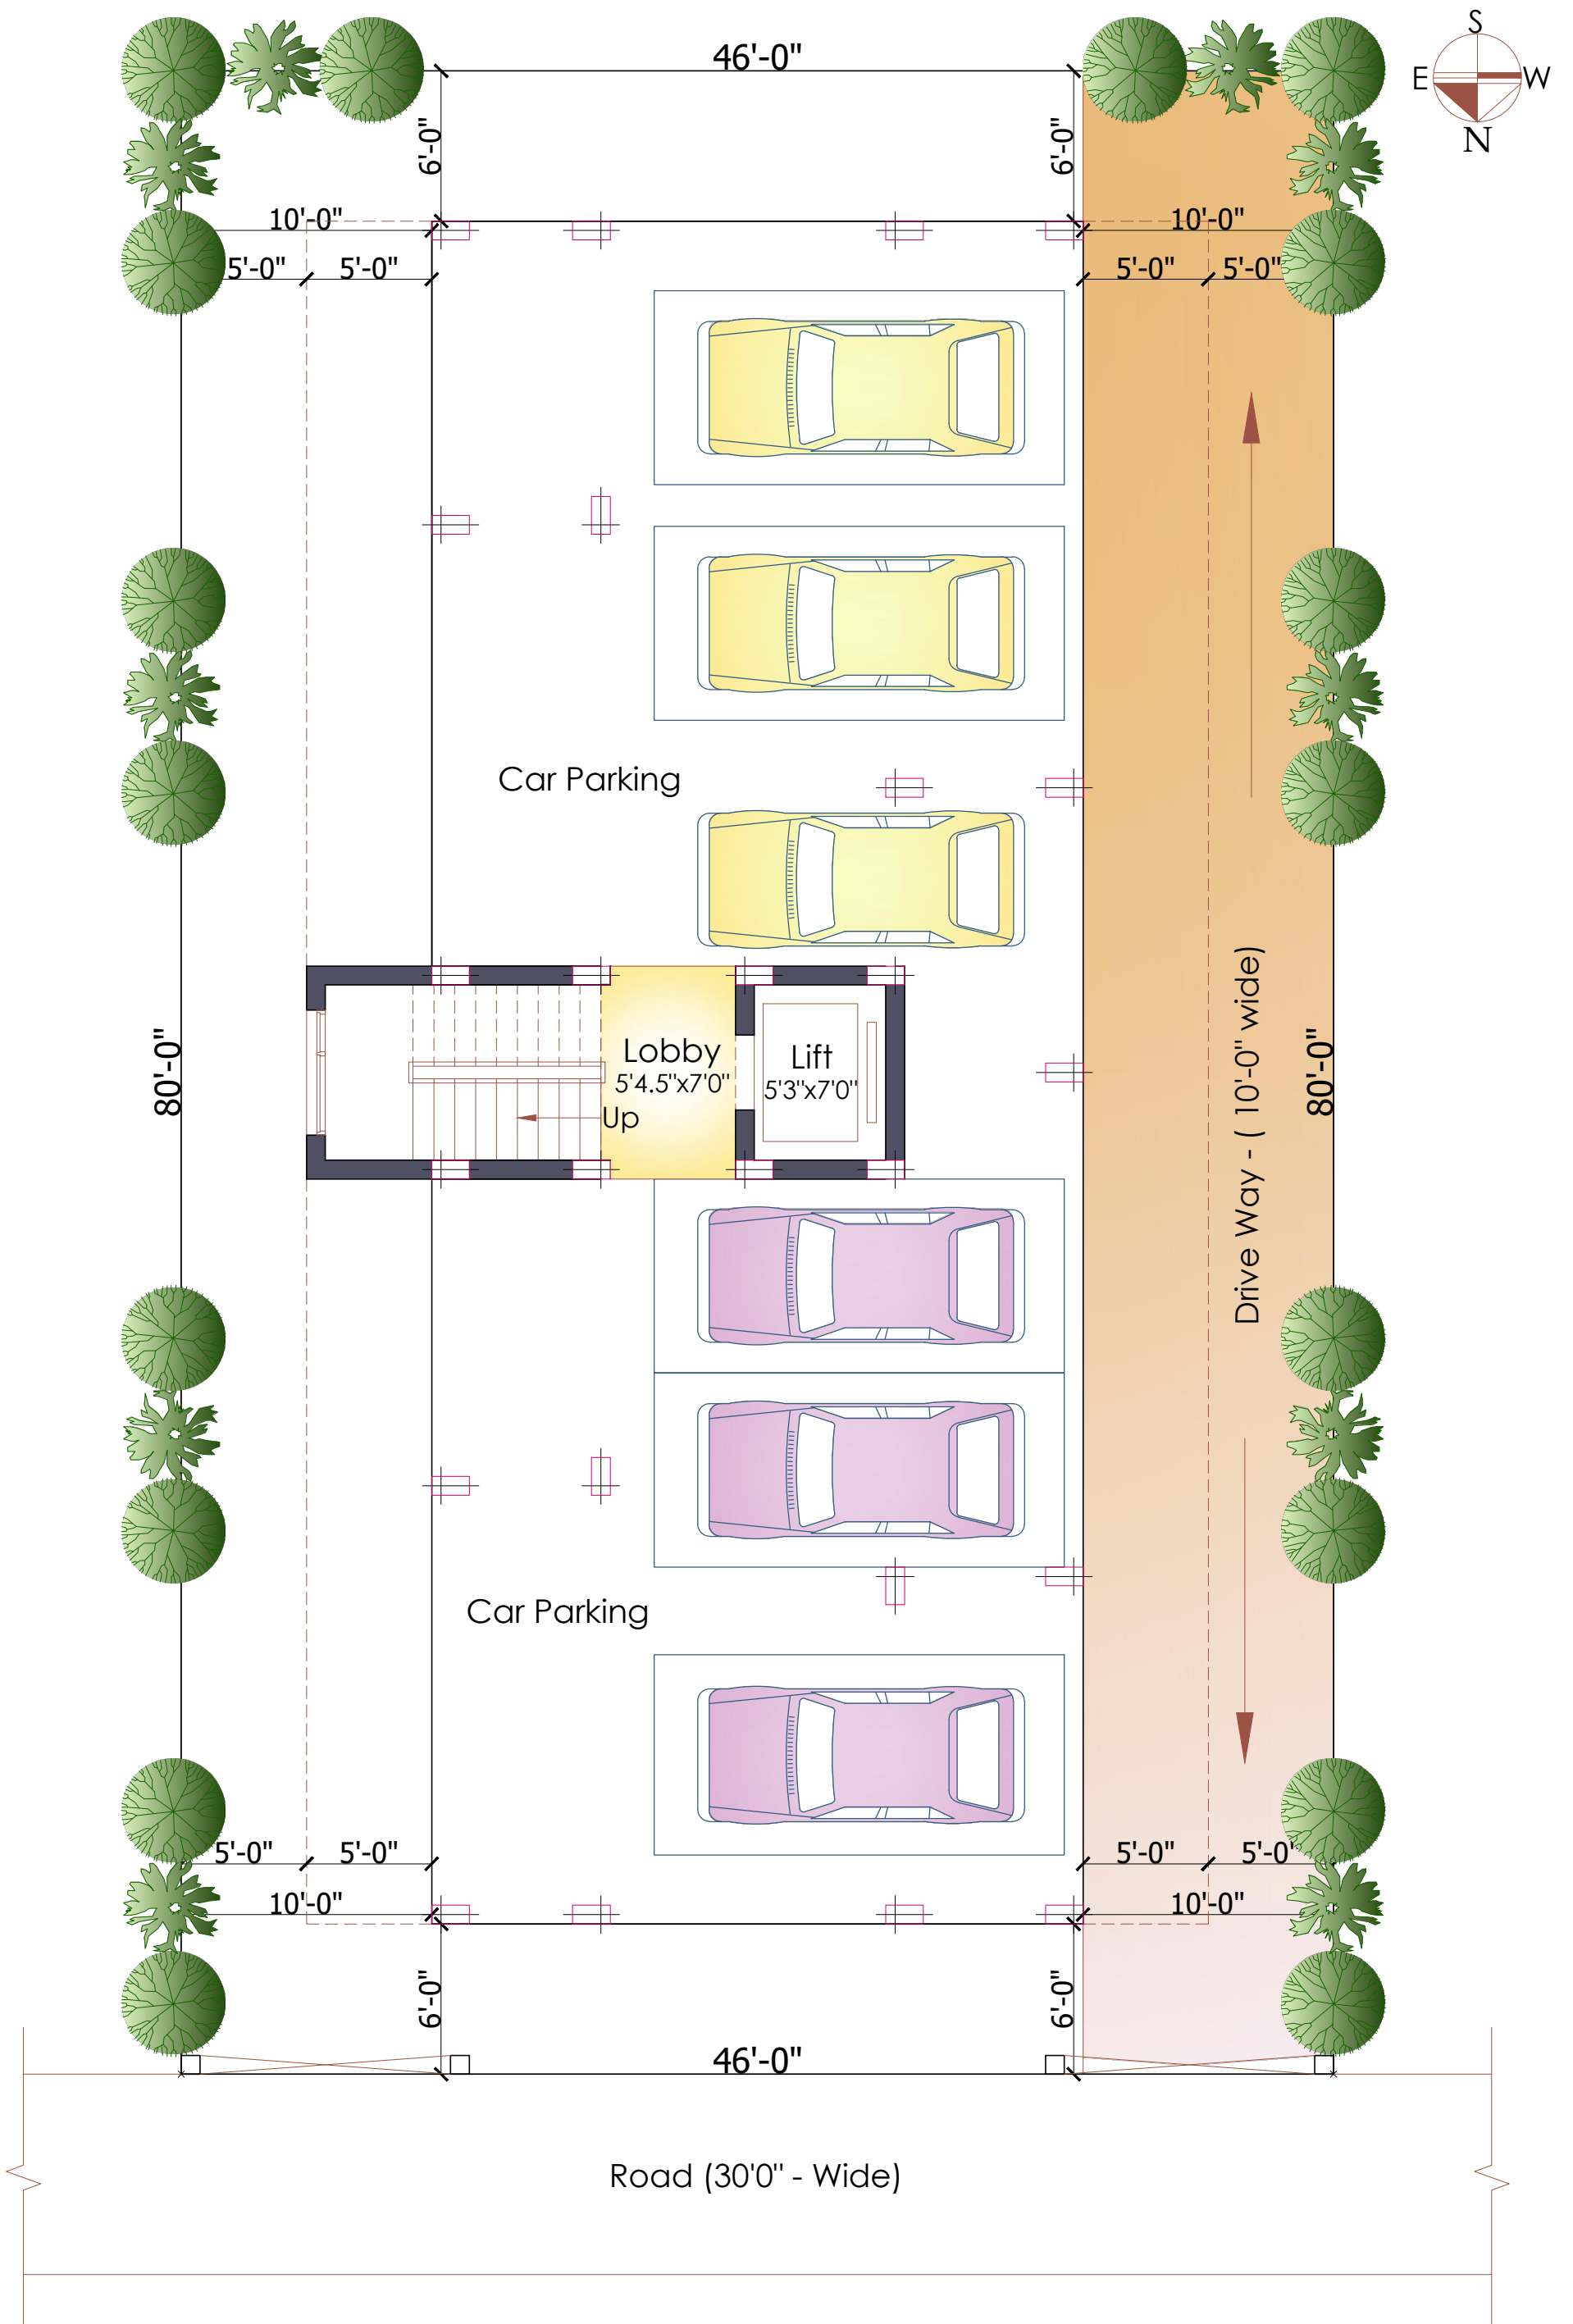 46'-0"
S
E
W
N
6'-0"
6'-0"
10'-0"
10'-0"
5'-0"
5'-0"
5'-0"
5'-0"
Car Parking
80'-0"
Lobby
5'4.5"x7'0"
Lift
5'3"x7'0"
Up
Drive Way - ( 10'-0" wide)
80'-0"
Car Parking
5'-0"
5'-0"
5'-0"
5'-0"
10'-0"
10'-0"
6'-0"
6'-0"
46'-0"
Road (30'0" - Wide)